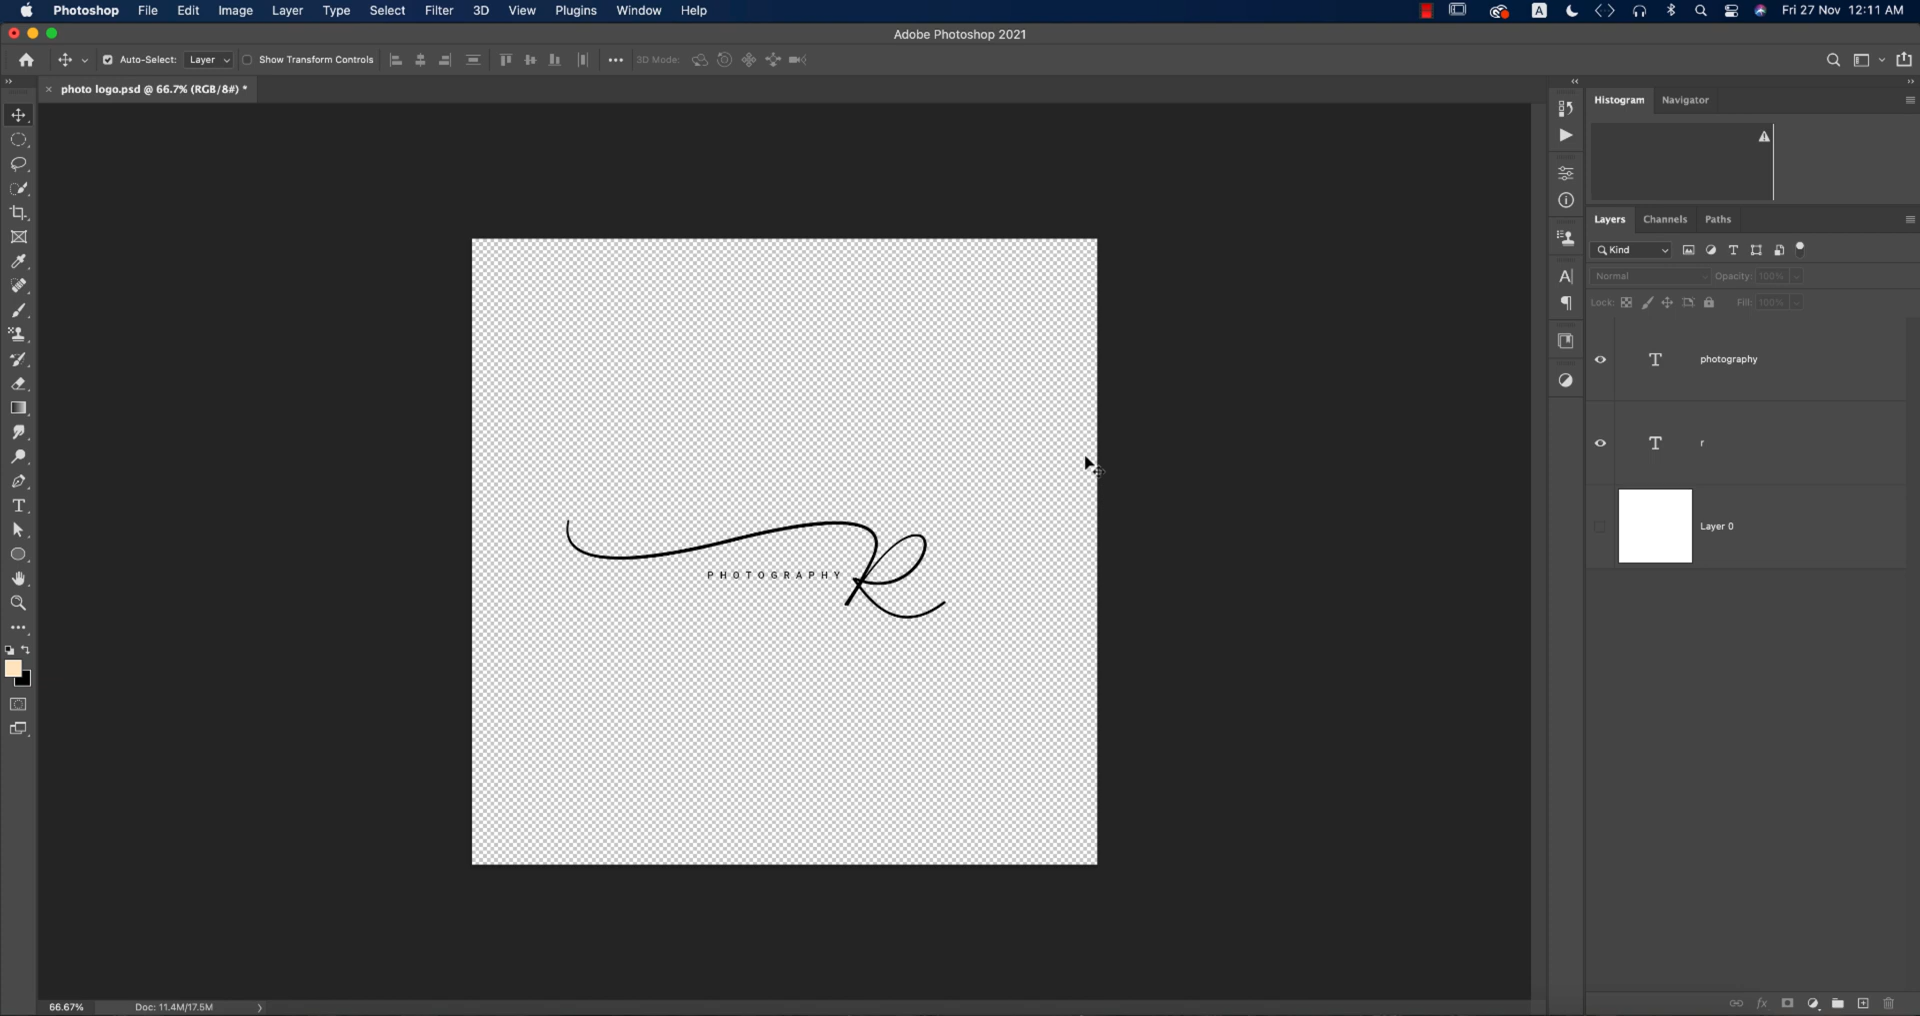 Photoshop File Edit Image Layer Type Select Filter 3D View Plugins Window Help A Fri 27 Nov 12:11 AM
Adobe Photoshop 2021
Auto-Select: Layer Show Transform Controls 3D Mode:
photo logo.psd @ 66.7% (RGB/8#) *
Histogram Navigator
Layers Channels Paths
Kind
Normal Opacity: 100%
Lock: Fill: 100%
photography
r
Layer 0
R
PHOTOGRAPHY
66.67% Doc: 11.4M/17.5M